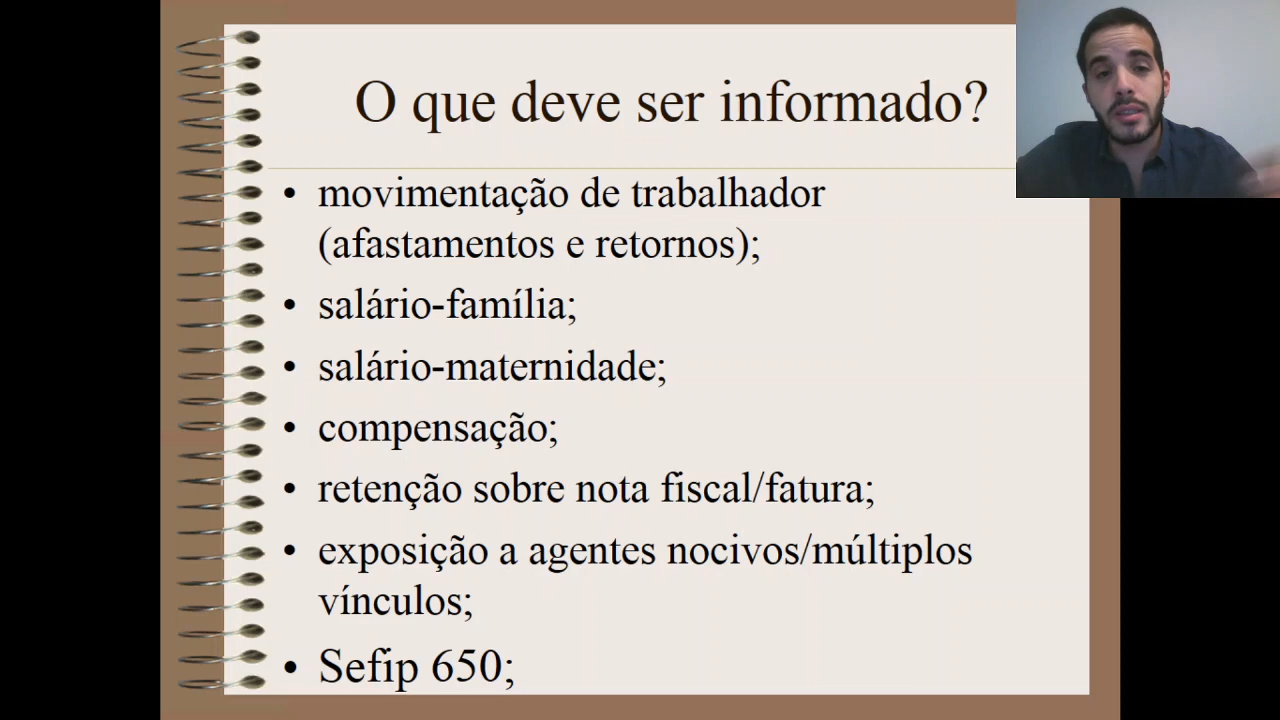 O que deve ser informado?
• movimentação de trabalhador
(afastamentos e retornos);
• salário-família;
• salário-maternidade;
• compensação;
• retenção sobre nota fiscal/fatura;
• exposição a agentes nocivos/múltiplos
vínculos;
• Sefip 650;